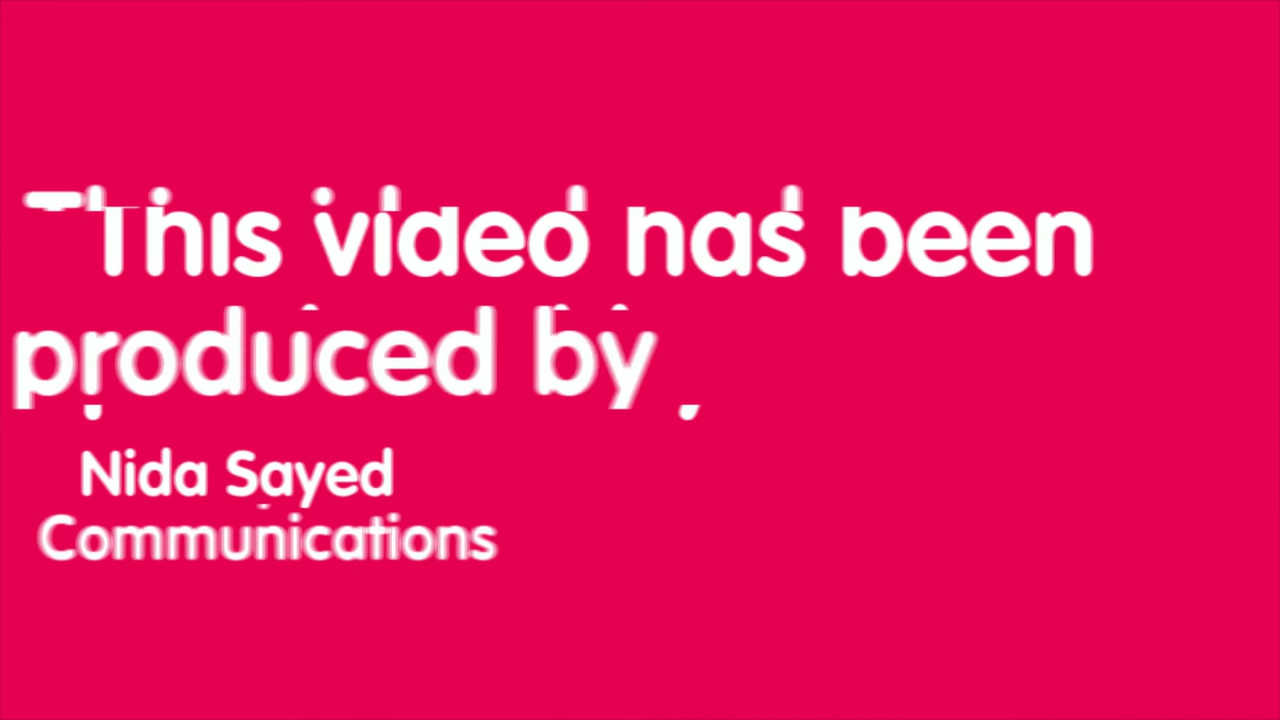 This video has been
produced by
Nida Sayed
Communications